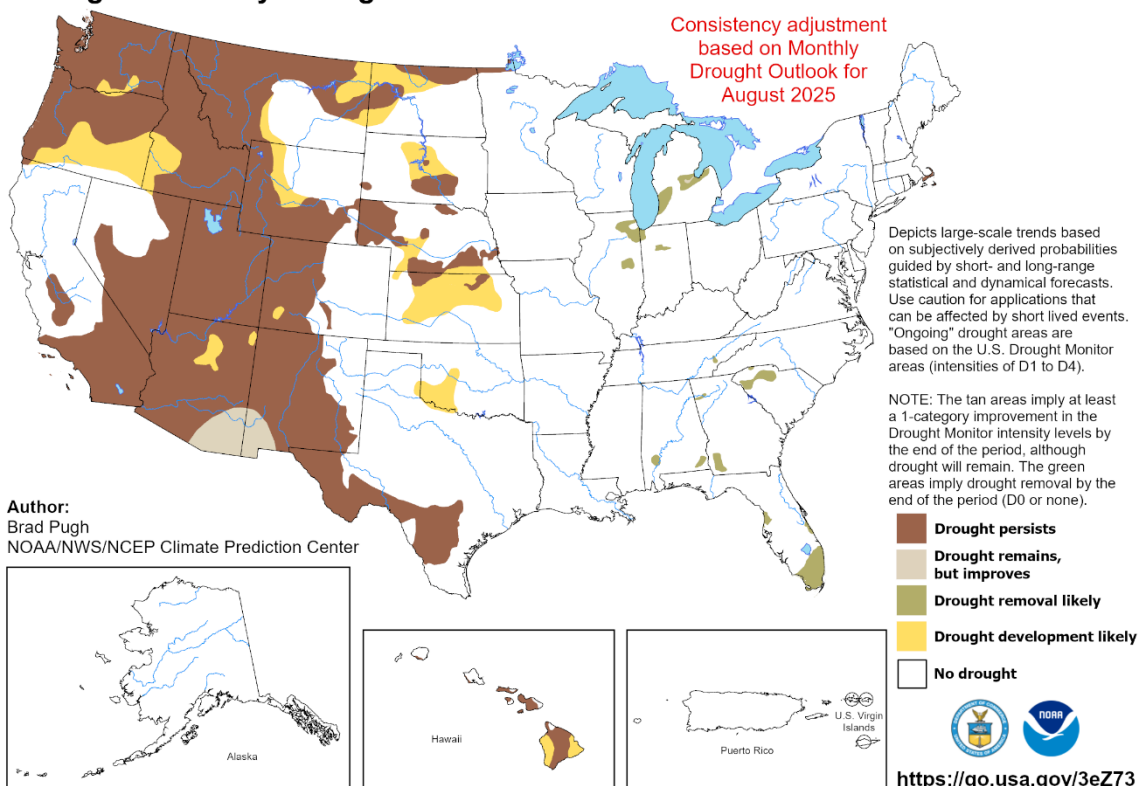 Consistency adjustment
based on Monthly
Drought Outlook for
August 2025
Depicts large-scale trends based
on subjectively derived probabilities
guided by short- and long-range
statistical and dynamical forecasts.
Use caution for applications that
can be affected by short lived events.
"Ongoing" drought areas are
based on the U.S. Drought Monitor
areas (intensities of D1 to D4).
NOTE: The tan areas imply at least
a 1-category improvement in the
Drought Monitor intensity levels by
the end of the period, although
drought will remain. The green
areas imply drought removal by the
end of the period (D0 or none).
Author:
Brad Pugh
NOAA/NWS/NCEP Climate Prediction Center
Drought persists
Drought remains,
but improves
Drought removal likely
Drought development likely
No drought
Alaska
Hawaii
Puerto Rico
U.S. Virgin
Islands
NOAA
https://go.usa.gov/3eZ73